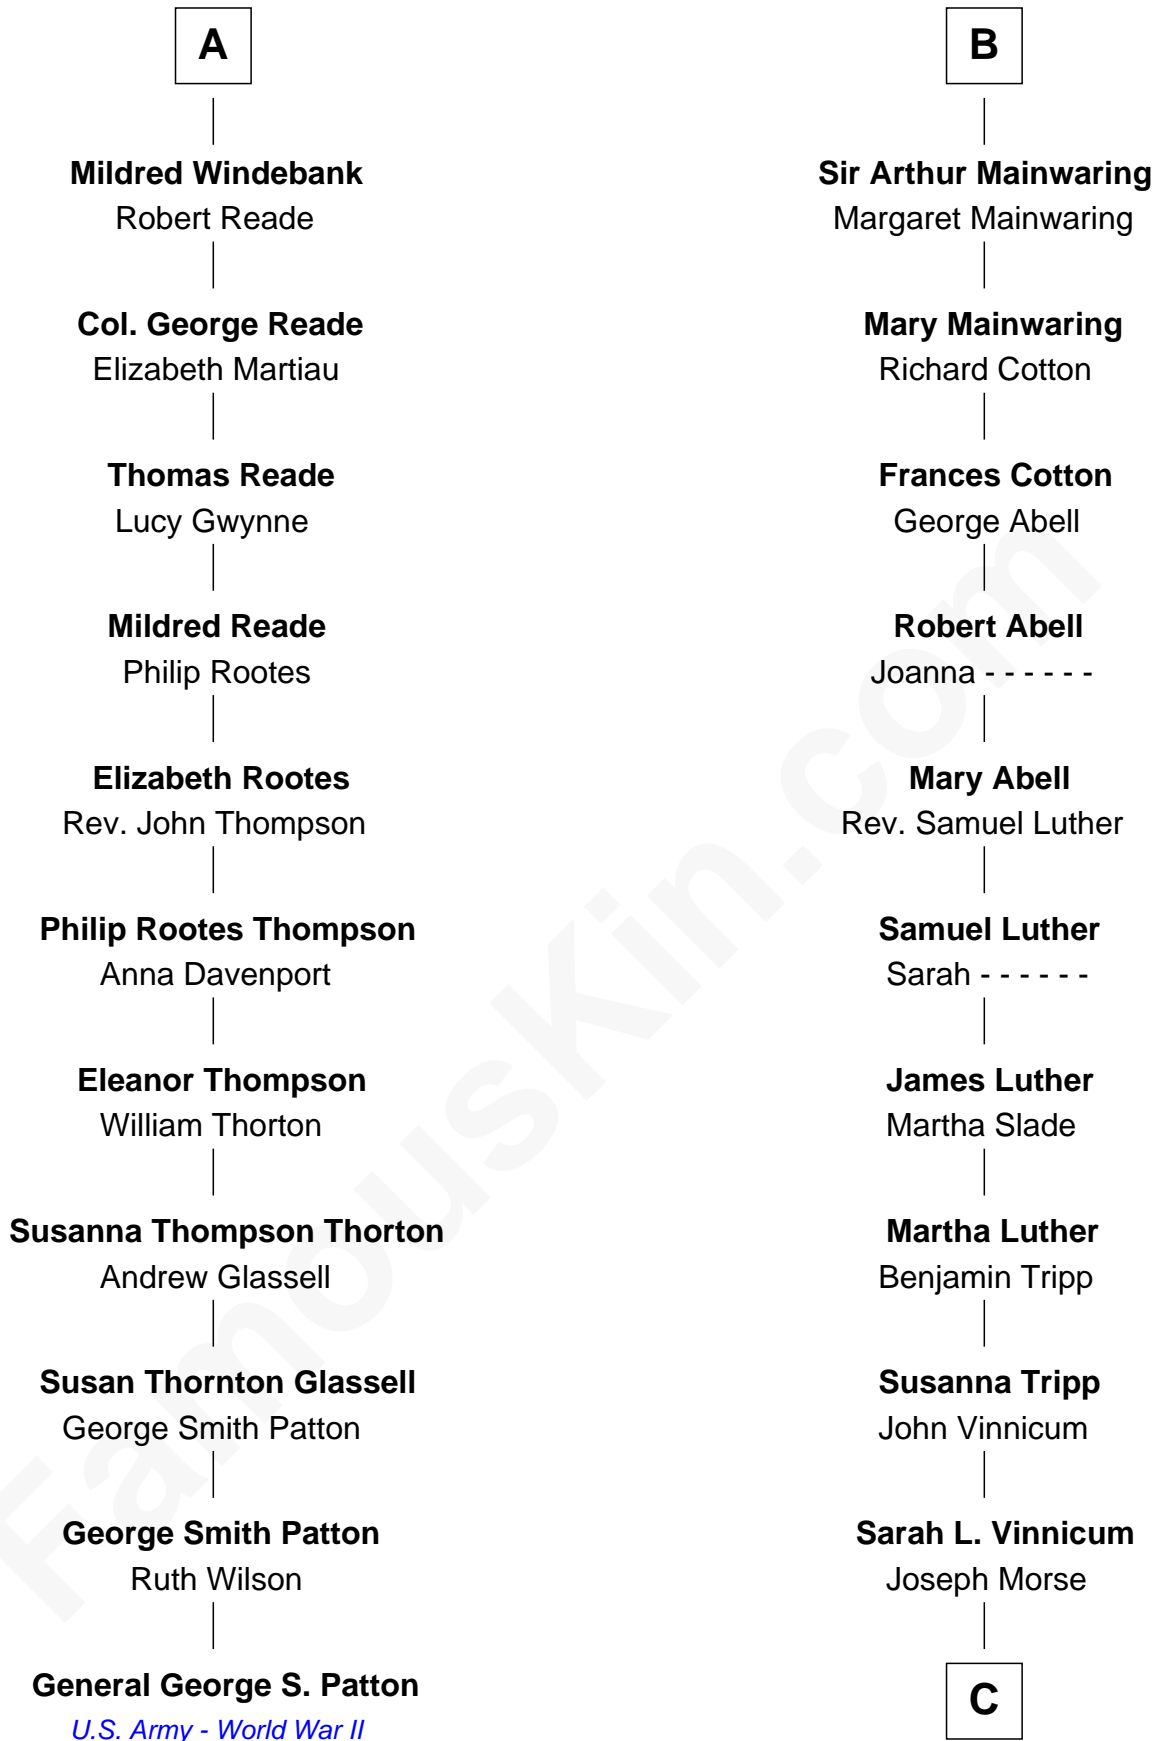 A
Mildred Windebank
Robert Reade
Col. George Reade
Elizabeth Martiau
Thomas Reade
Lucy Gwynne
Mildred Reade
Philip Rootes
Elizabeth Rootes
Rev. John Thompson
Philip Rootes Thompson
Anna Davenport
Eleanor Thompson
William Thorton
Susanna Thompson Thorton
Andrew Glassell
Susan Thornton Glassell
George Smith Patton
George Smith Patton
Ruth Wilson
General George S. Patton
U.S. Army - World War II
B
Sir Arthur Mainwaring
Margaret Mainwaring
Mary Mainwaring
Richard Cotton
Frances Cotton
George Abell
Robert Abell
Joanna - - - - - -
Mary Abell
Rev. Samuel Luther
Samuel Luther
Sarah - - - - - -
James Luther
Martha Slade
Martha Luther
Benjamin Tripp
Susanna Tripp
John Vinnicum
Sarah L. Vinnicum
Joseph Morse
C
FamousKin.com